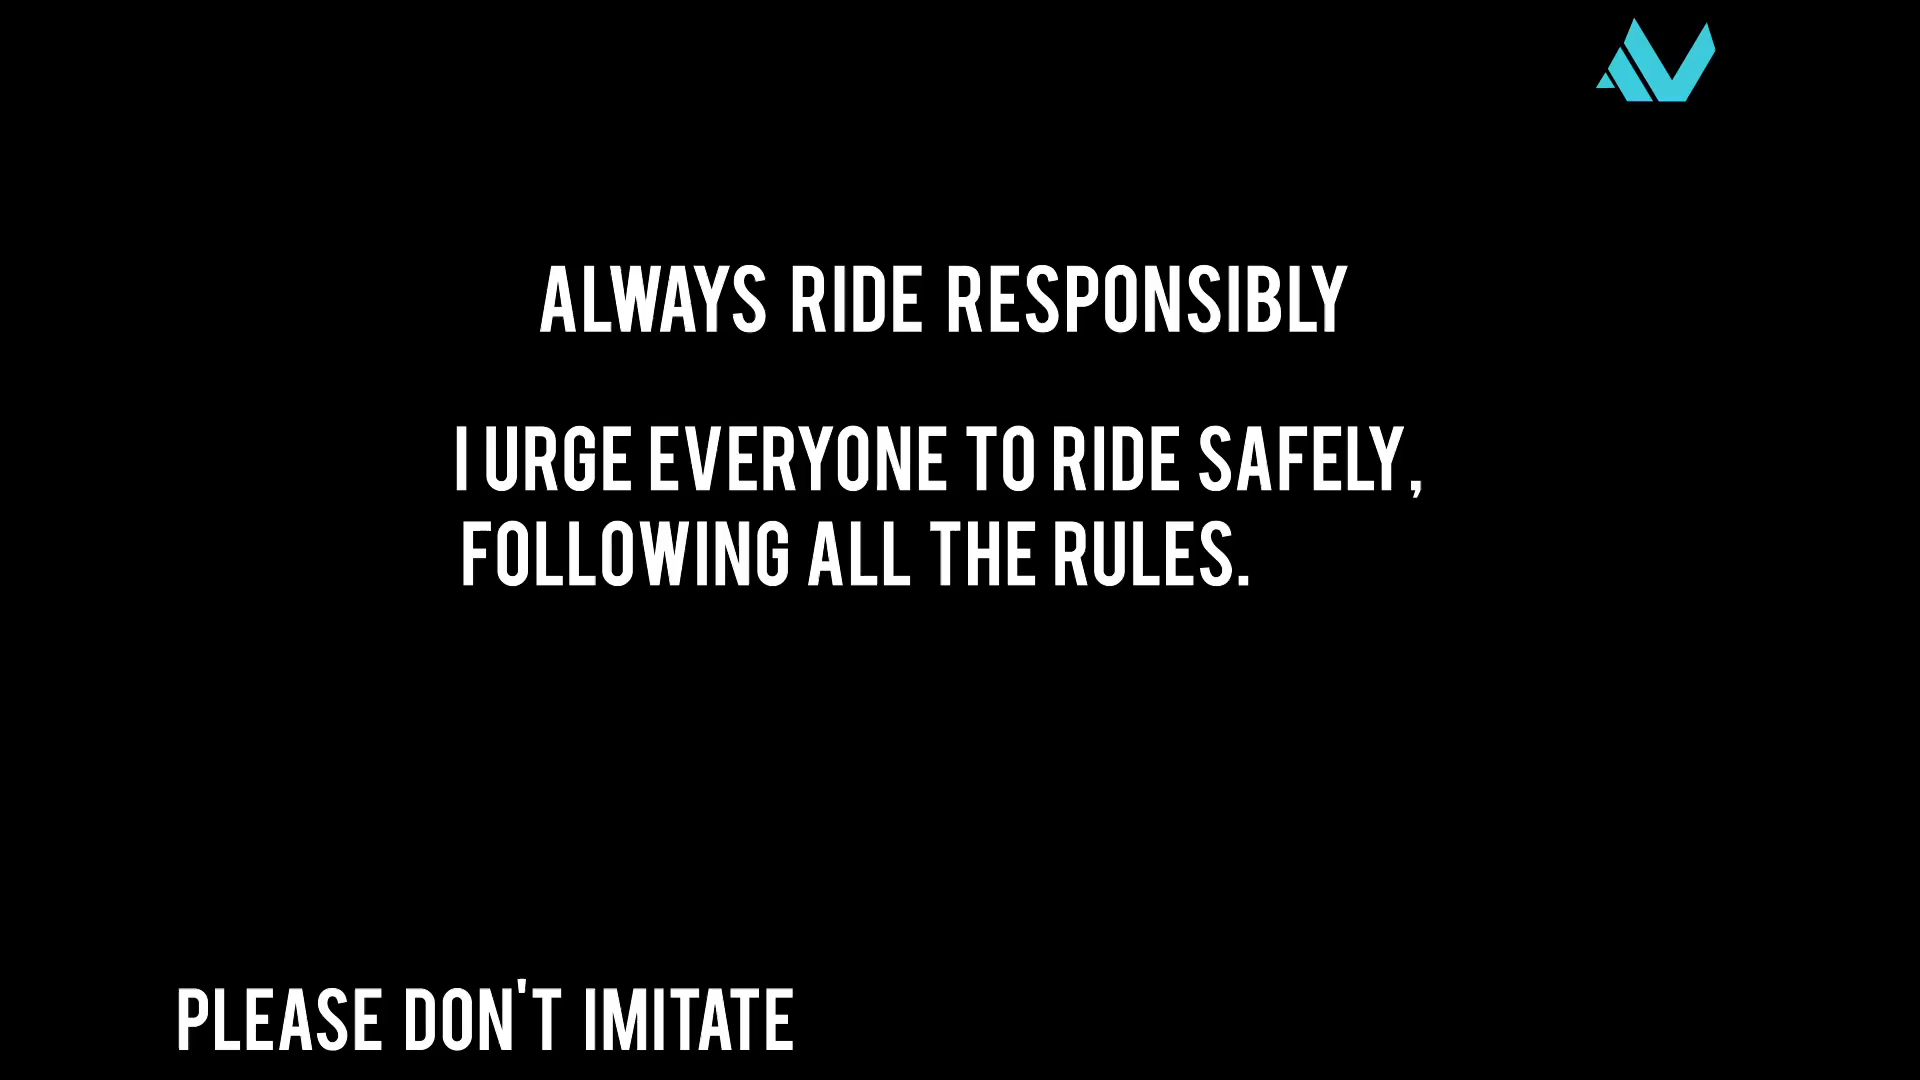 ALWAYS RIDE RESPONSIBLY
I URGE EVERYONE TO RIDE SAFELY,
FOLLOWING ALL THE RULES.
PLEASE DON'T IMITATE